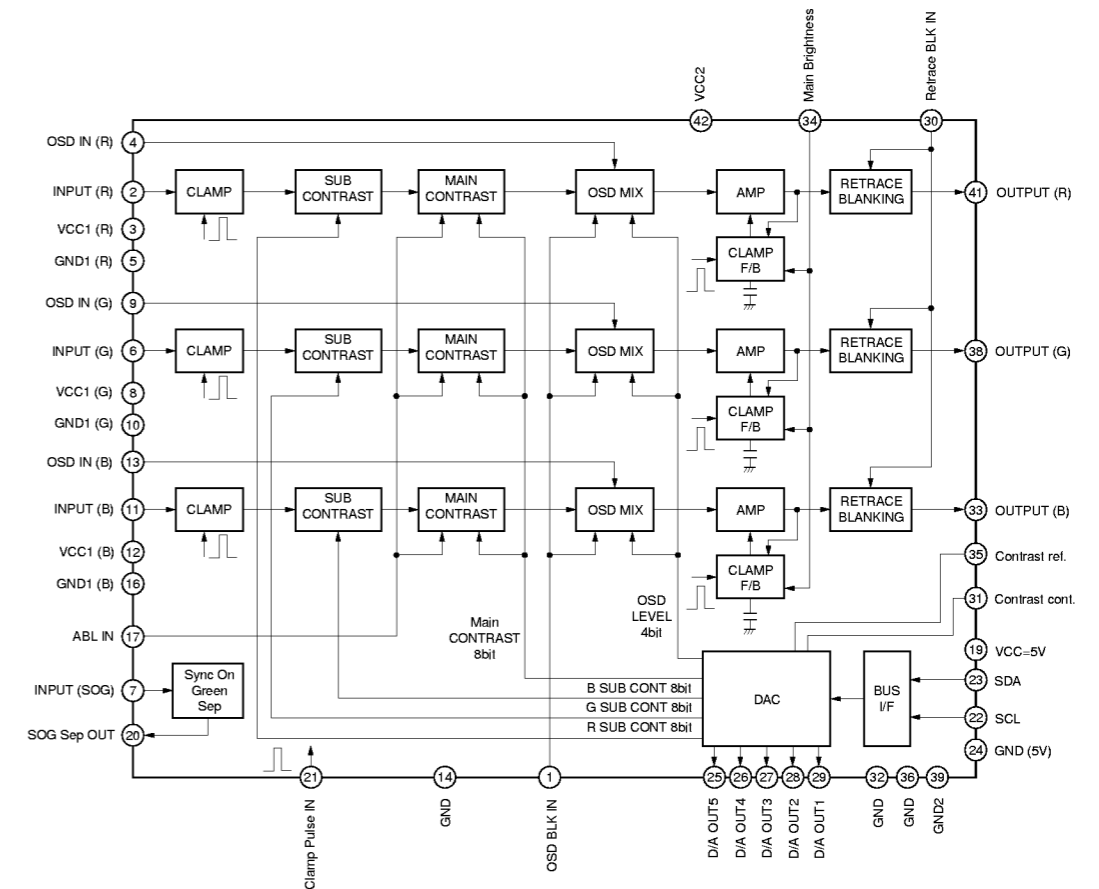 VCC2
Main Brightness
Retrace BLK IN
42
34
30
OSD IN (R)
4
INPUT (R)
2
CLAMP
SUB
CONTRAST
MAIN
CONTRAST
OSD MIX
AMP
RETRACE
BLANKING
41
OUTPUT (R)
VCC1 (R)
3
GND1 (R)
5
CLAMP
F/B
OSD IN (G)
9
INPUT (G)
6
CLAMP
SUB
CONTRAST
MAIN
CONTRAST
OSD MIX
AMP
RETRACE
BLANKING
38
OUTPUT (G)
VCC1 (G)
8
GND1 (G)
10
CLAMP
F/B
OSD IN (B)
13
INPUT (B)
11
CLAMP
SUB
CONTRAST
MAIN
CONTRAST
OSD MIX
AMP
RETRACE
BLANKING
33
OUTPUT (B)
VCC1 (B)
12
GND1 (B)
16
CLAMP
F/B
35
Contrast ref.
31
Contrast cont.
ABL IN
17
Main
CONTRAST
8bit
OSD
LEVEL
4bit
19
VCC=5V
INPUT (SOG)
7
Sync On
Green
Sep
SOG Sep OUT
20
B SUB CONT 8bit
G SUB CONT 8bit
R SUB CONT 8bit
DAC
BUS
I/F
23
SDA
22
SCL
24
GND (5V)
21
14
1
25
26
27
28
29
32
36
39
Clamp Pulse IN
GND
OSD BLK IN
D/A OUT5
D/A OUT4
D/A OUT3
D/A OUT2
D/A OUT1
GND
GND
GND2